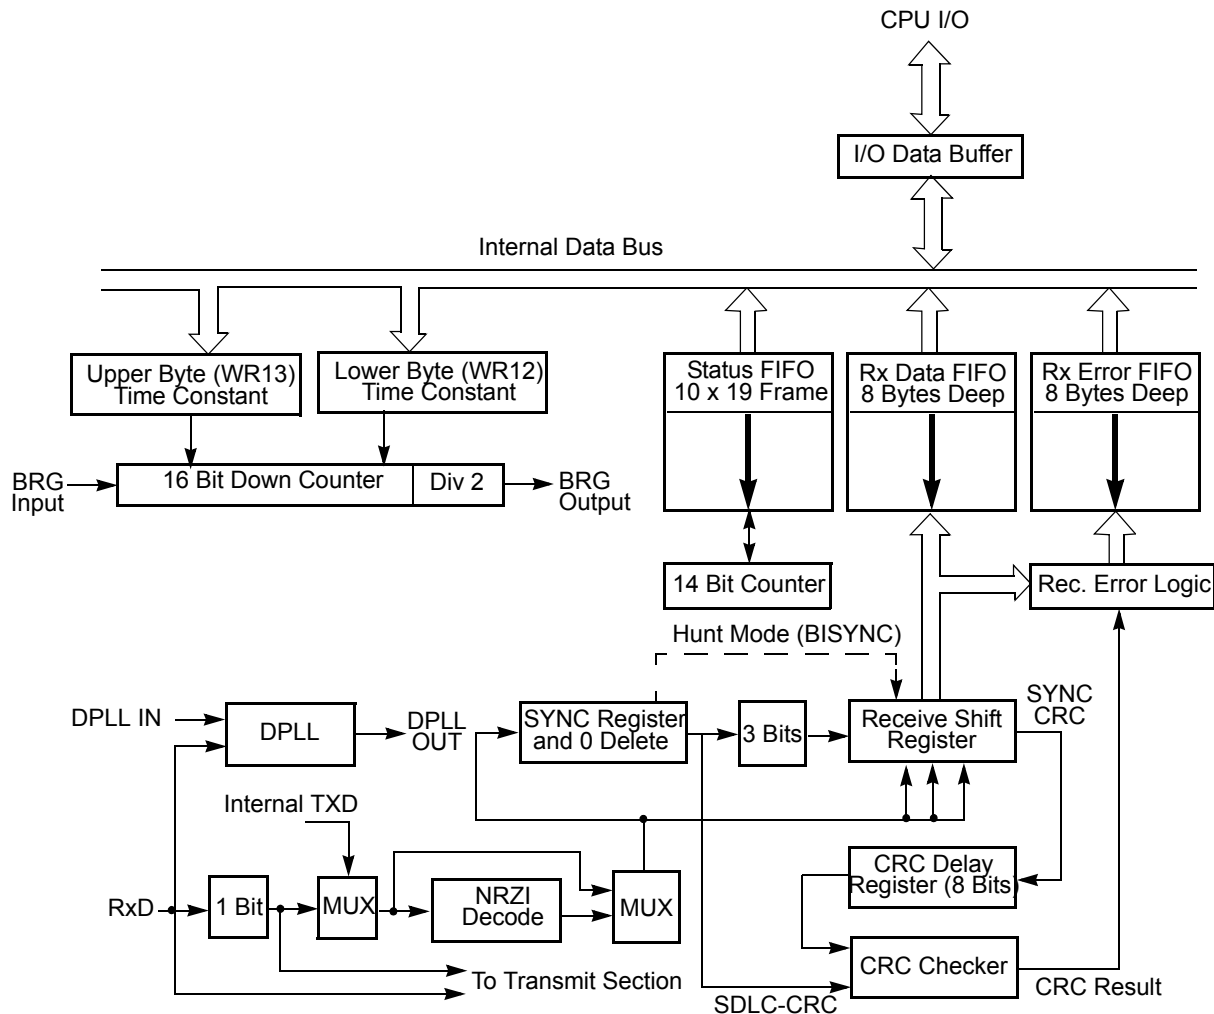 CPU I/O
I/O Data Buffer
Internal Data Bus
Upper Byte (WR13)
Time Constant
Lower Byte (WR12)
Time Constant
Status FIFO
10 x 19 Frame
Rx Data FIFO
8 Bytes Deep
Rx Error FIFO
8 Bytes Deep
BRG
Input
16 Bit Down Counter
Div 2
BRG
Output
14 Bit Counter
Rec. Error Logic
Hunt Mode (BISYNC)
DPLL IN
DPLL
DPLL
OUT
SYNC Register
and 0 Delete
3 Bits
Receive Shift
Register
SYNC
CRC
Internal TXD
RxD
1 Bit
MUX
NRZI
Decode
MUX
CRC Delay
Register (8 Bits)
To Transmit Section
CRC Checker
SDLC-CRC
CRC Result